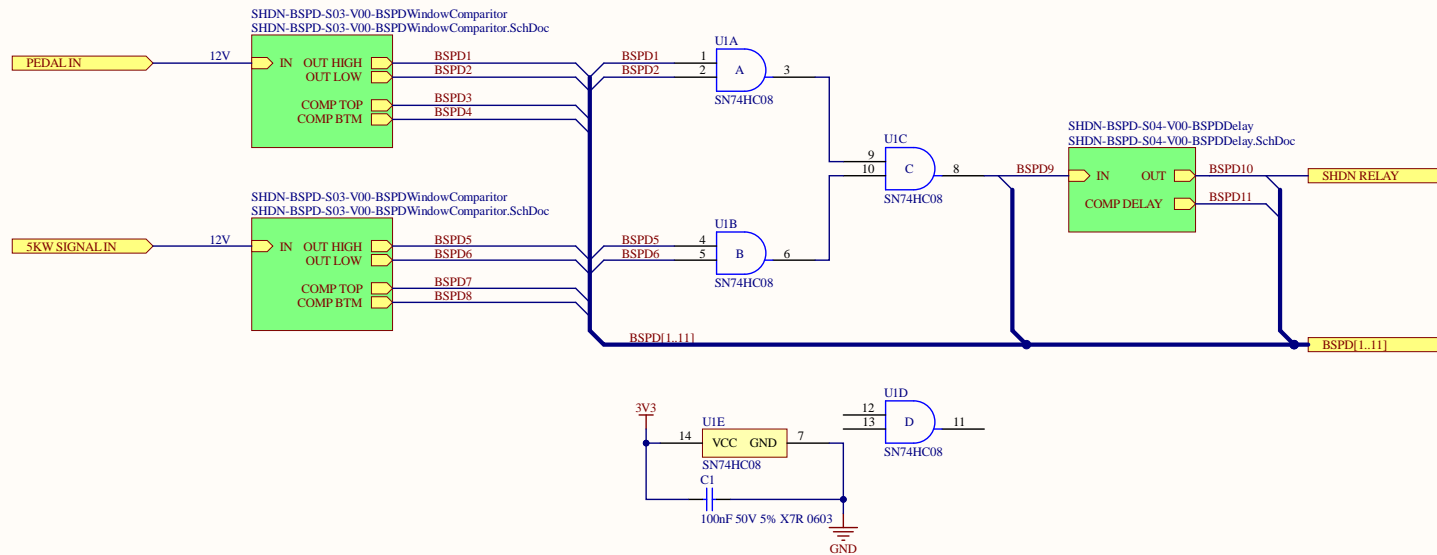 SHDN-BSPD-S03-V00-BSPDWindowComparitor
SHDN-BSPD-S03-V00-BSPDWindowComparitor.SchDoc
PEDAL IN
12V
IN
OUT HIGH
OUT LOW
COMP TOP
COMP BTM
BSPD1
BSPD2
BSPD3
BSPD4
BSPD1
BSPD2
U1A
1
2
A
3
SN74HC08
SHDN-BSPD-S03-V00-BSPDWindowComparitor
SHDN-BSPD-S03-V00-BSPDWindowComparitor.SchDoc
5KW SIGNAL IN
12V
IN
OUT HIGH
OUT LOW
COMP TOP
COMP BTM
BSPD5
BSPD6
BSPD7
BSPD8
BSPD5
BSPD6
U1B
4
5
B
6
SN74HC08
U1C
9
10
C
8
SN74HC08
BSPD9
SHDN-BSPD-S04-V00-BSPDDelay
SHDN-BSPD-S04-V00-BSPDDelay.SchDoc
IN
OUT
COMP DELAY
BSPD10
BSPD11
SHDN RELAY
BSPD[1..11]
BSPD[1..11]
3V3
U1E
14
VCC GND
7
SN74HC08
C1
100nF 50V 5% X7R 0603
GND
U1D
12
13
D
11
SN74HC08